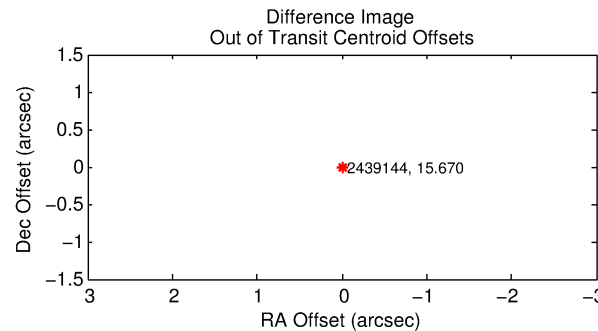 Difference Image
Out of Transit Centroid Offsets
1.5
1
0.5
0
−0.5
−1
−1.5
Dec Offset (arcsec)
2439144, 15.670
3 2 1 0 −1 −2 −3
RA Offset (arcsec)